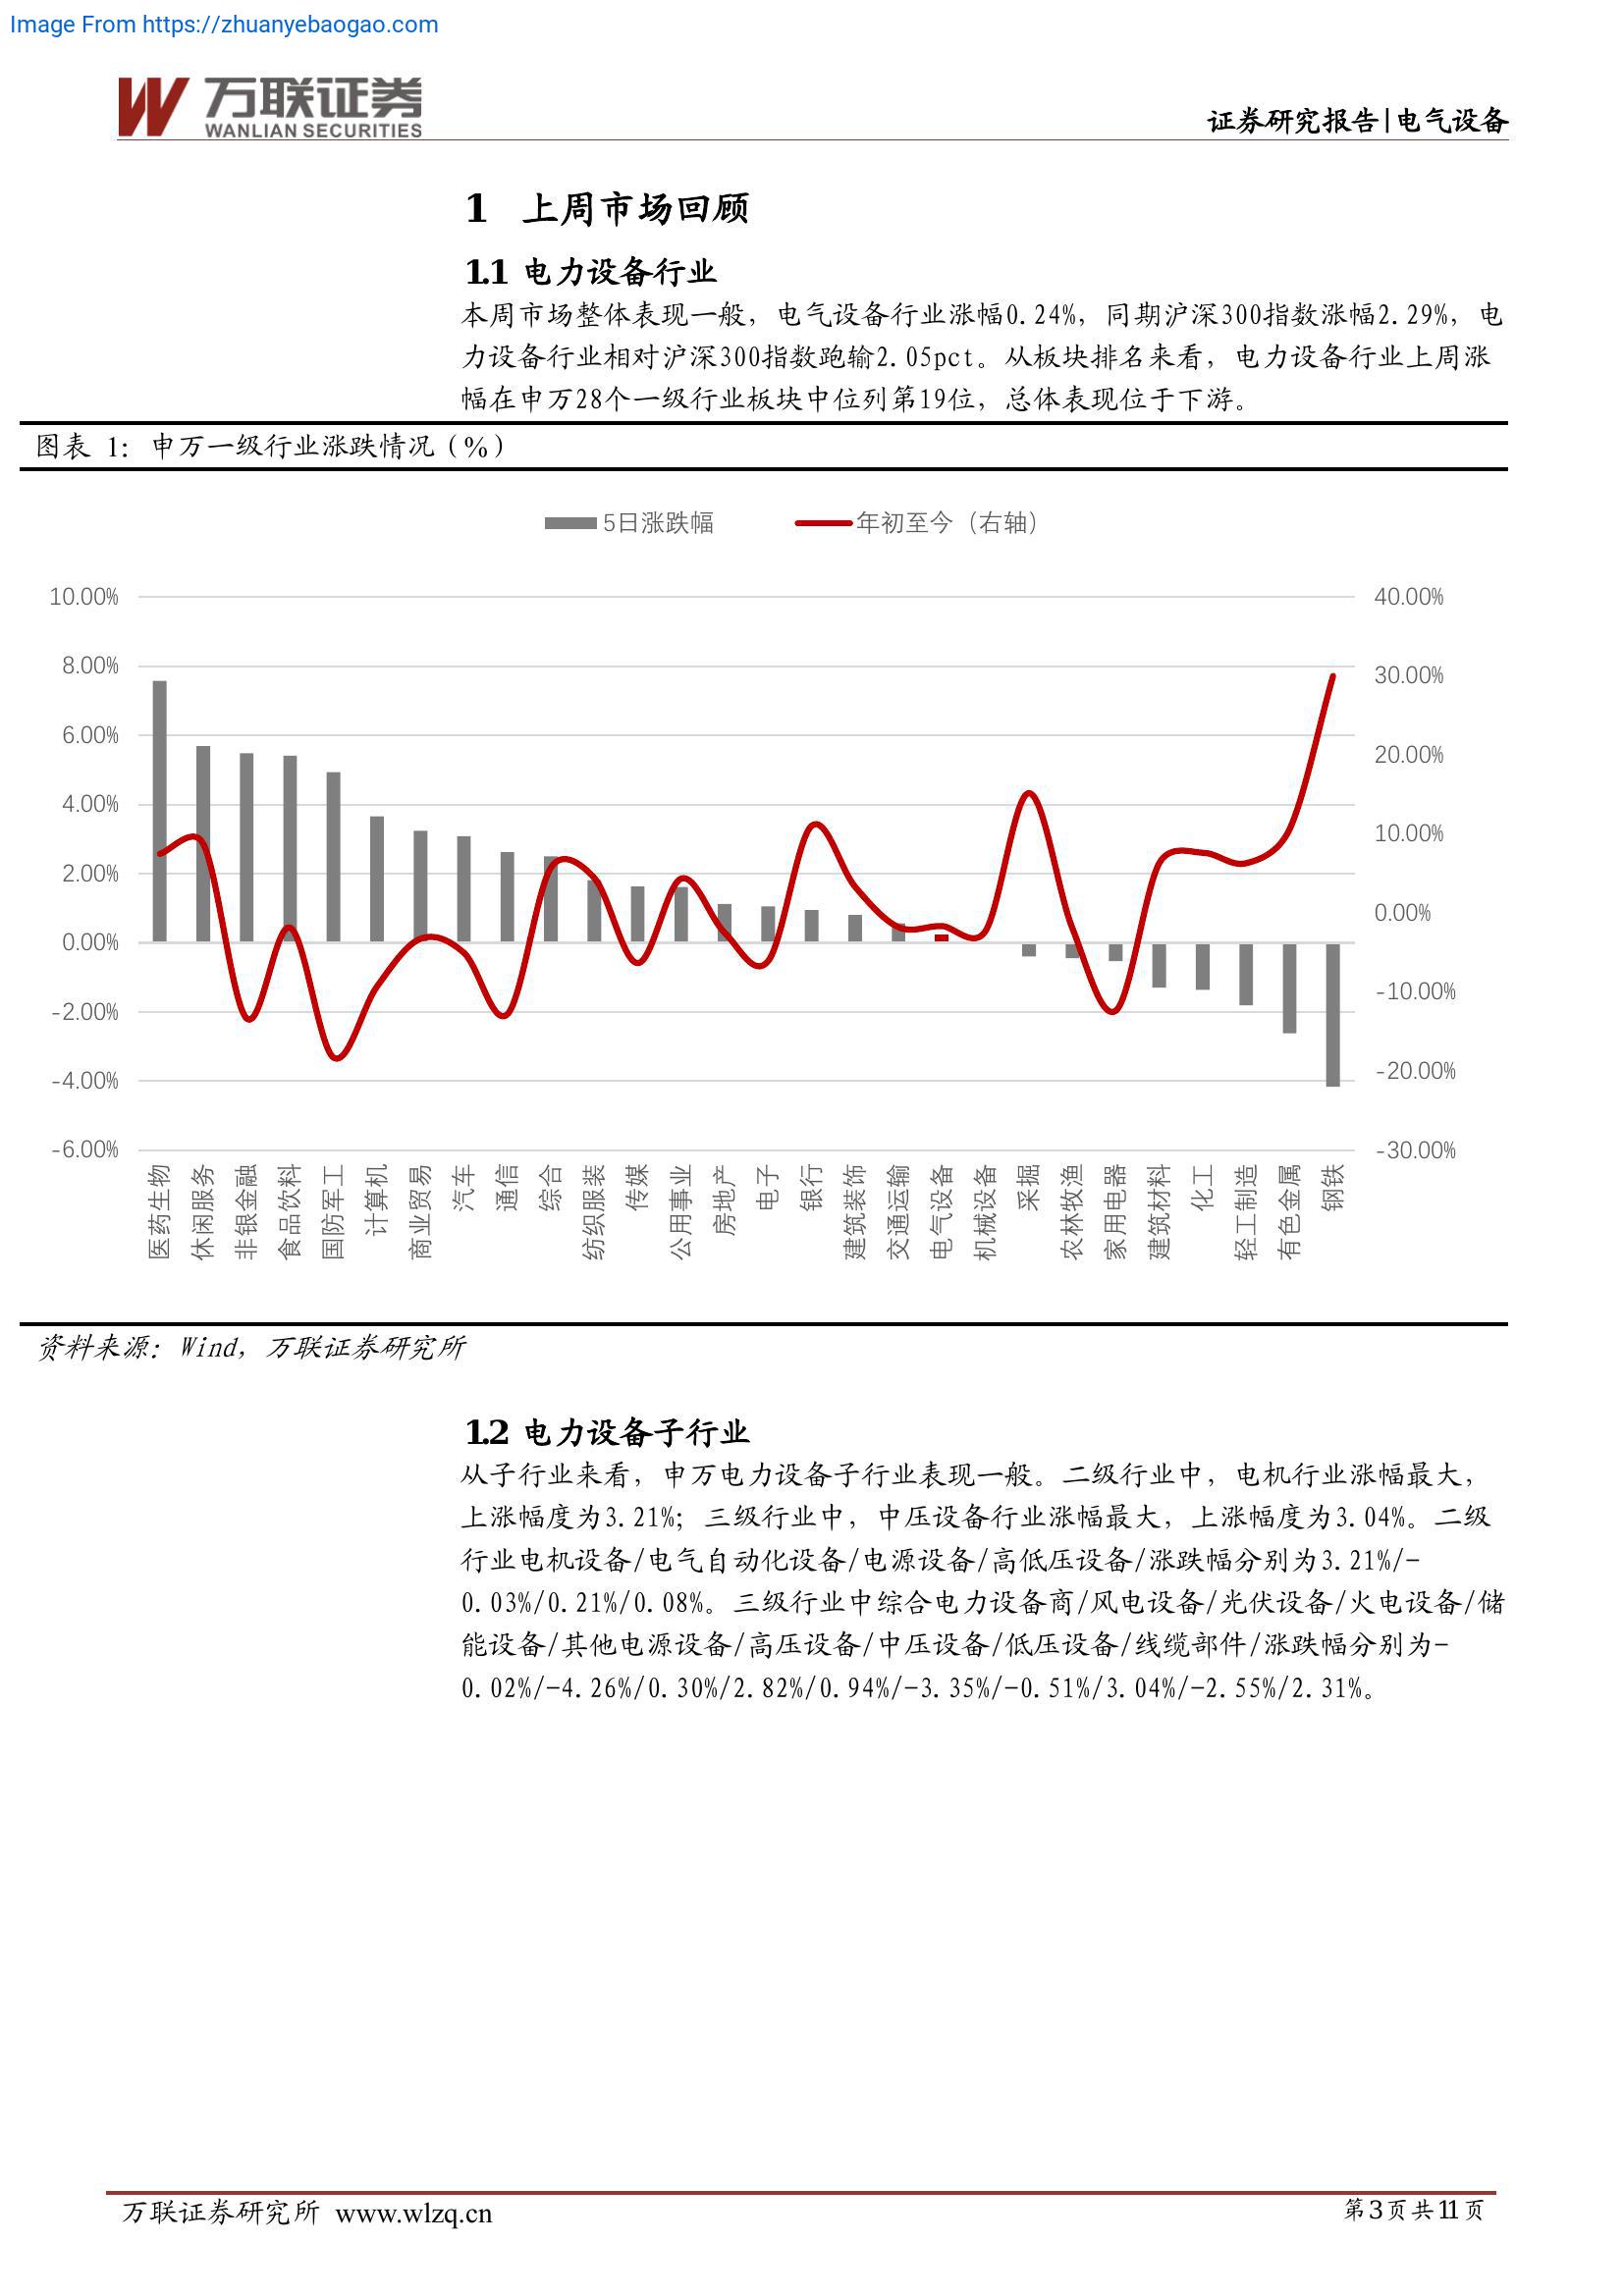 Image From https://zhuanyebaogao.com
万联证券
WANLIAN SECURITIES
证券研究报告|电气设备
1 上周市场回顾
1.1 电力设备行业
本周市场整体表现一般，电气设备行业涨幅0.24%，同期沪深300指数涨幅2.29%，电
力设备行业相对沪深300指数跑输2.05pct。从板块排名来看，电力设备行业上周涨
幅在申万28个一级行业板块中位列第19位，总体表现位于下游。
图表 1：申万一级行业涨跌情况（%）
5日涨跌幅
年初至今（右轴）
10.00%
8.00%
6.00%
4.00%
2.00%
0.00%
-2.00%
-4.00%
-6.00%
40.00%
30.00%
20.00%
10.00%
0.00%
-10.00%
-20.00%
-30.00%
医药生物
休闲服务
非银金融
食品饮料
国防军工
计算机
商业贸易
汽车
通信
综合
纺织服装
传媒
公用事业
房地产
电子
银行
建筑装饰
交通运输
电气设备
机械设备
采掘
农林牧渔
家用电器
建筑材料
化工
轻工制造
有色金属
钢铁
资料来源：Wind，万联证券研究所
1.2 电力设备子行业
从子行业来看，申万电力设备子行业表现一般。二级行业中，电机行业涨幅最大，
上涨幅度为3.21%；三级行业中，中压设备行业涨幅最大，上涨幅度为3.04%。二级
行业电机设备/电气自动化设备/电源设备/高低压设备/涨跌幅分别为3.21%/-
0.03%/0.21%/0.08%。三级行业中综合电力设备商/风电设备/光伏设备/火电设备/储
能设备/其他电源设备/高压设备/中压设备/低压设备/线缆部件/涨跌幅分别为-
0.02%/-4.26%/0.30%/2.82%/0.94%/-3.35%/-0.51%/3.04%/-2.55%/2.31%。
万联证券研究所 www.wlzq.cn
第3页共11页